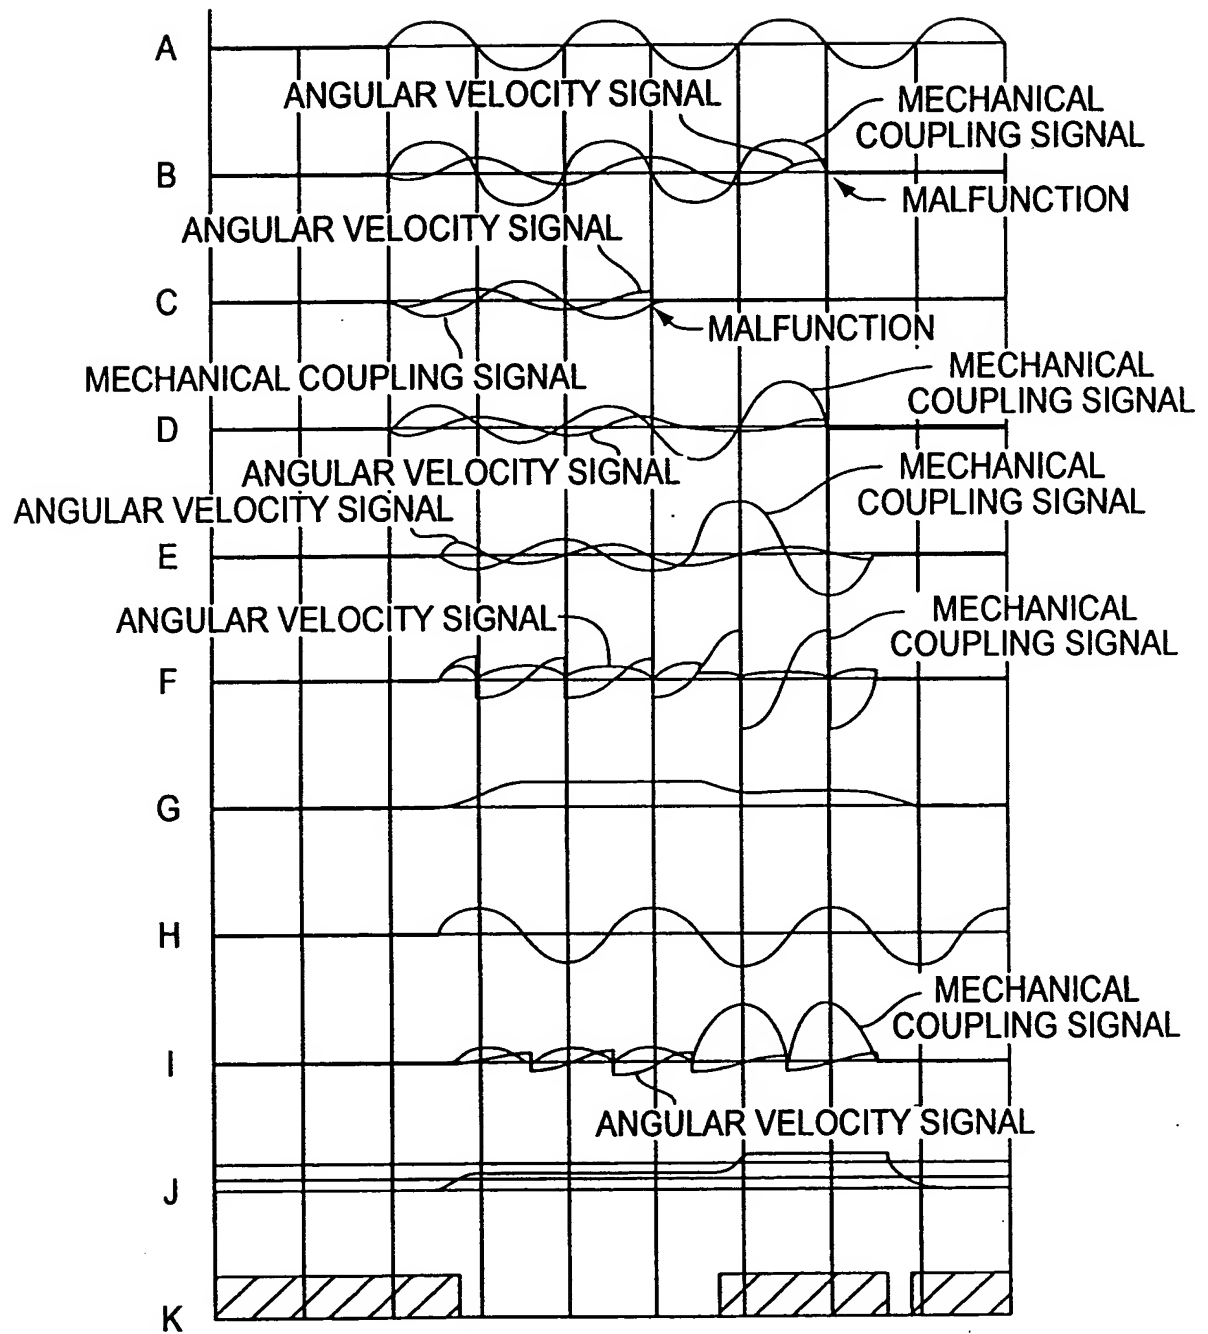 A
ANGULAR VELOCITY SIGNAL
MECHANICAL
COUPLING SIGNAL
B
MALFUNCTION
ANGULAR VELOCITY SIGNAL
C
MALFUNCTION
MECHANICAL COUPLING SIGNAL
MECHANICAL
COUPLING SIGNAL
D
ANGULAR VELOCITY SIGNAL
MECHANICAL
COUPLING SIGNAL
ANGULAR VELOCITY SIGNAL
E
ANGULAR VELOCITY SIGNAL
MECHANICAL
COUPLING SIGNAL
F
G
H
MECHANICAL
COUPLING SIGNAL
I
ANGULAR VELOCITY SIGNAL
J
K